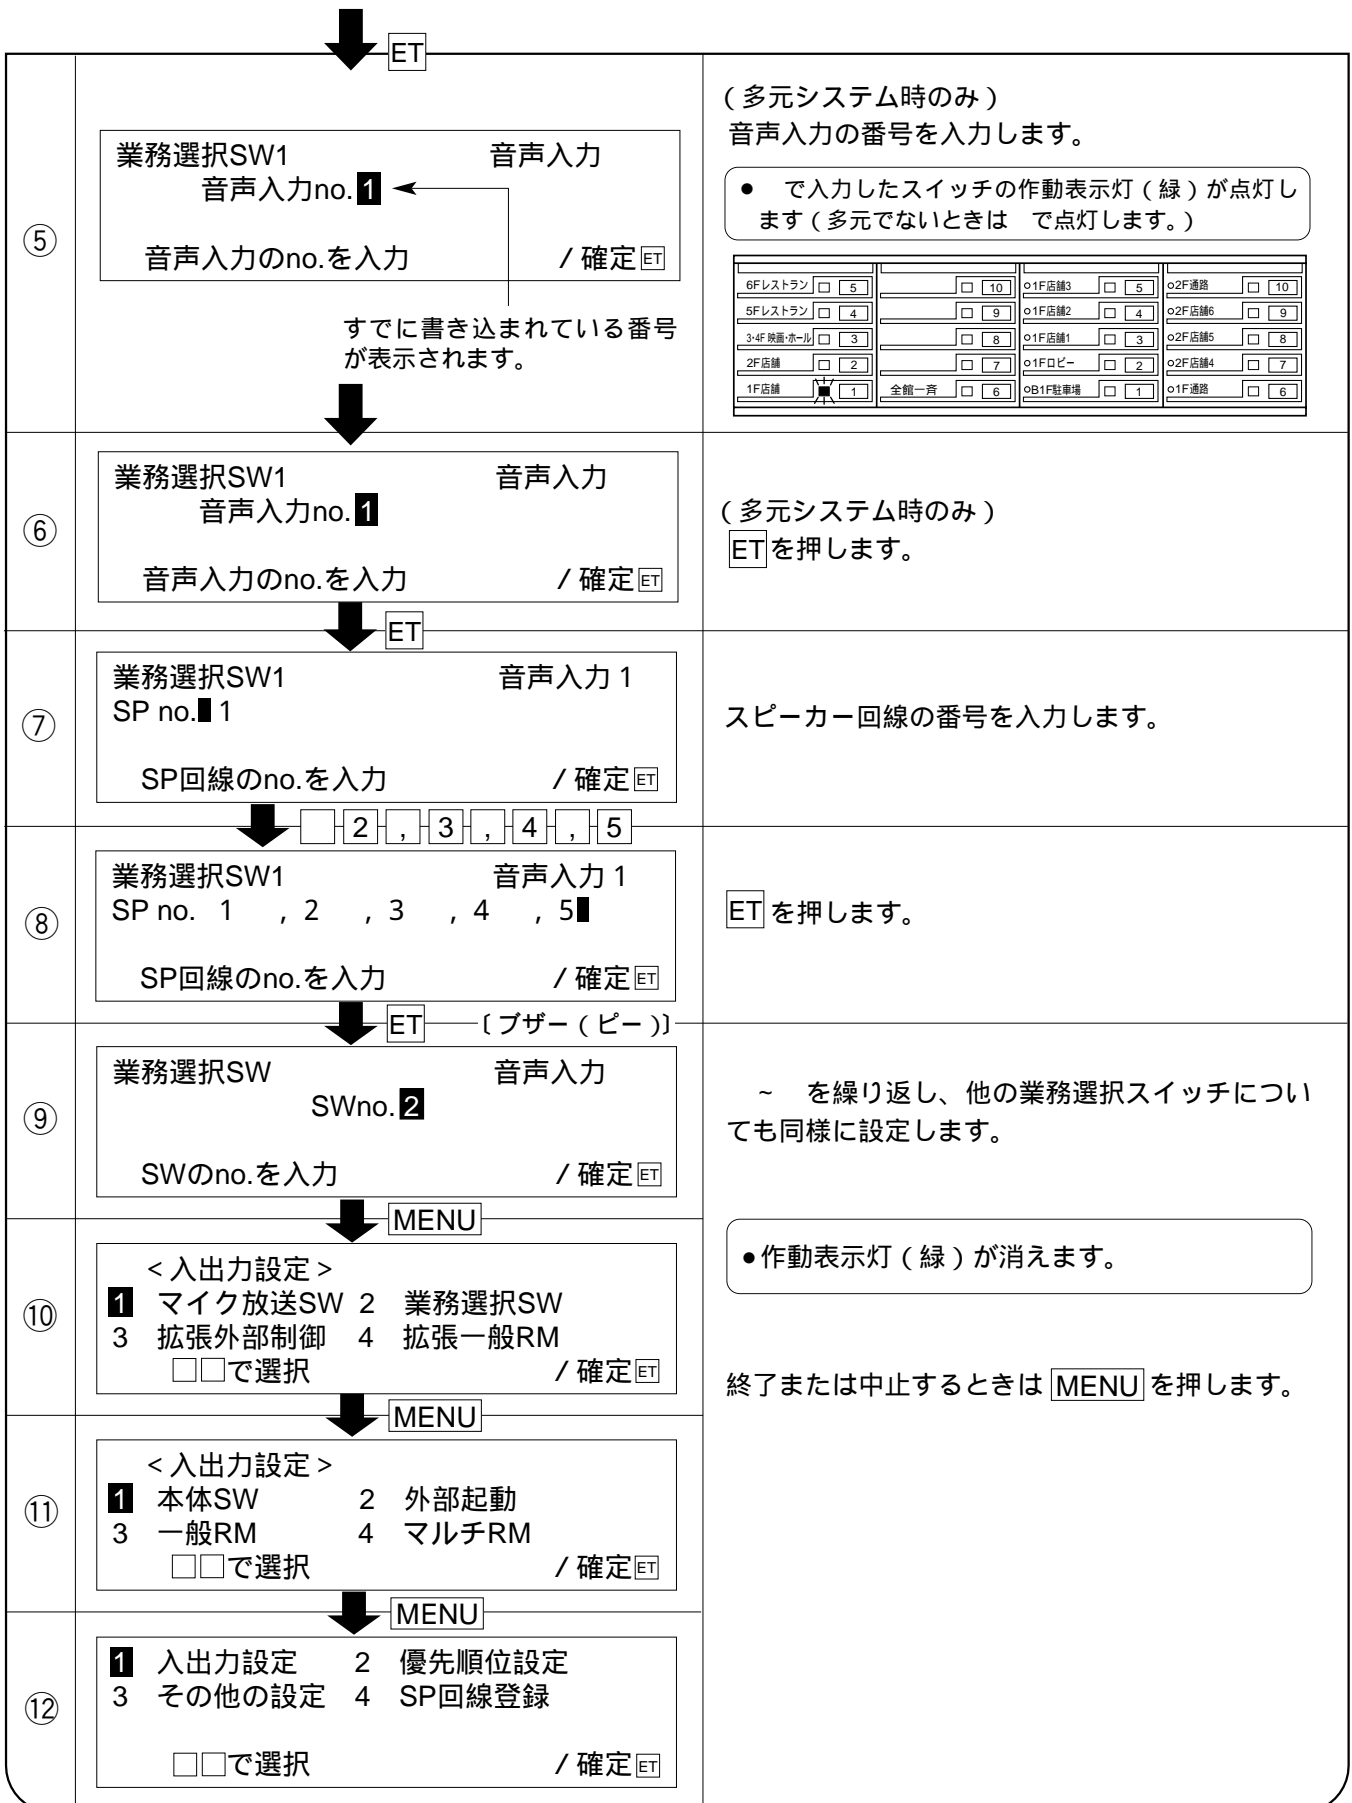 ET
⑤
業務選択SW1 音声入力
音声入力no.1
音声入力のno.を入力 / 確定ET
すでに書き込まれている番号
が表示されます。
(多元システム時のみ)
音声入力の番号を入力します。
● で入力したスイッチの作動表示灯(緑)が点灯し
ます(多元でないときは で点灯します。)
6Fレストラン 5 10 1F店舗3 5 2F通路 10
5Fレストラン 4 9 1F店舗2 4 2F店舗6 9
3・4F 映画・ホール 3 8 1F店舗1 3 2F店舗5 8
2F店舗 2 7 1Fロビー 2 2F店舗4 7
1F店舗 1 全館一斉 6 B1F駐車場 1 1F通路 6
⑥
業務選択SW1 音声入力
音声入力no.1
音声入力のno.を入力 / 確定ET
(多元システム時のみ)
ETを押します。
ET
⑦
業務選択SW1 音声入力 1
SP no. 1
SP回線のno.を入力 / 確定ET
スピーカー回線の番号を入力します。
2 , 3 , 4 , 5
⑧
業務選択SW1 音声入力 1
SP no. 1 , 2 , 3 , 4 , 5
SP回線のno.を入力 / 確定ET
ET を押します。
ET 〔ブザー(ピー)〕
⑨
業務選択SW 音声入力
SWno.2
SWのno.を入力 / 確定ET
~ を繰り返し、他の業務選択スイッチについ
ても同様に設定します。
MENU
⑩
<入出力設定>
1 マイク放送SW 2 業務選択SW
3 拡張外部制御 4 拡張一般RM
□□で選択 / 確定ET
●作動表示灯(緑)が消えます。
終了または中止するときは MENU を押します。
MENU
⑪
<入出力設定>
1 本体SW 2 外部起動
3 一般RM 4 マルチRM
□□で選択 / 確定ET
MENU
⑫
1 入出力設定 2 優先順位設定
3 その他の設定 4 SP回線登録
□□で選択 / 確定ET